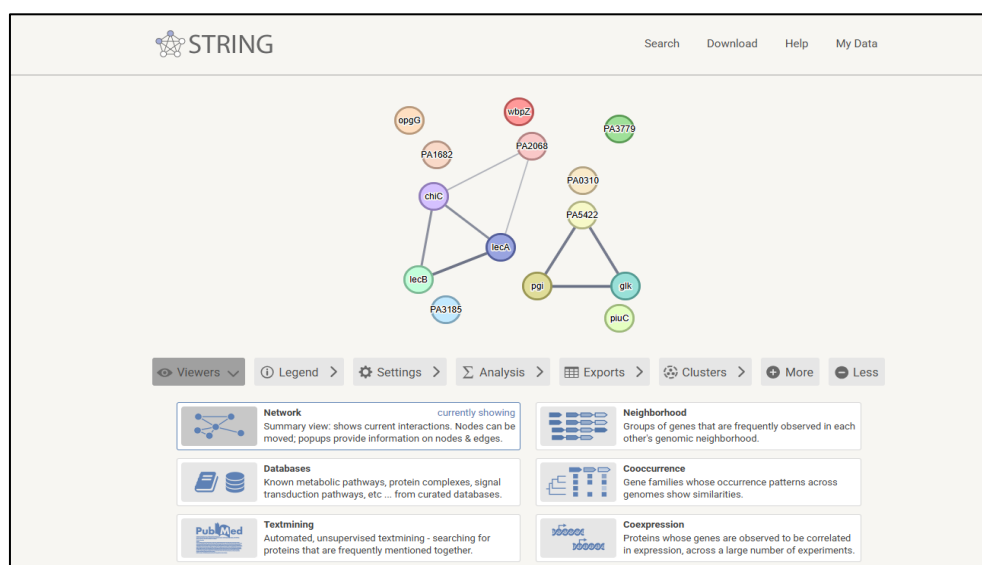 STRING
Search Download Help My Data
wbpZ
opgG
PA3779
PA2068
PA1682
PA0310
chiC
PA5422
lecA
lecB
pgi
glk
PA3185
piuC
Viewers Legend Settings Analysis Exports Clusters More Less
Network currently showing
Summary view: shows current interactions. Nodes can be
moved; popups provide information on nodes & edges.
Neighborhood
Groups of genes that are frequently observed in each
other's genomic neighborhood.
Databases
Known metabolic pathways, protein complexes, signal
transduction pathways, etc ... from curated databases.
Cooccurrence
Gene families whose occurrence patterns across
genomes show similarities.
PubMed
Textmining
Automated, unsupervised textmining - searching for
proteins that are frequently mentioned together.
Coexpression
Proteins whose genes are observed to be correlated
in expression, across a large number of experiments.